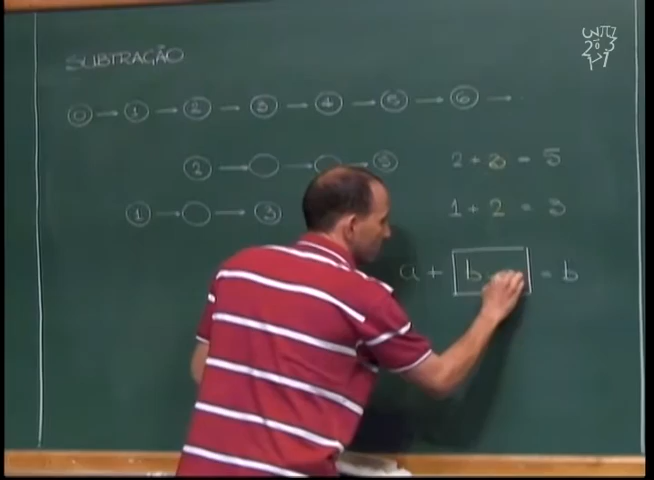 SUBTRAÇÃO
0 → 1 → 2 → 3 → 4 → 5 → 6 →
2 → → → 5 2 + 3 = 5
1 → → 3 1 + 2 = 3
a + b = b